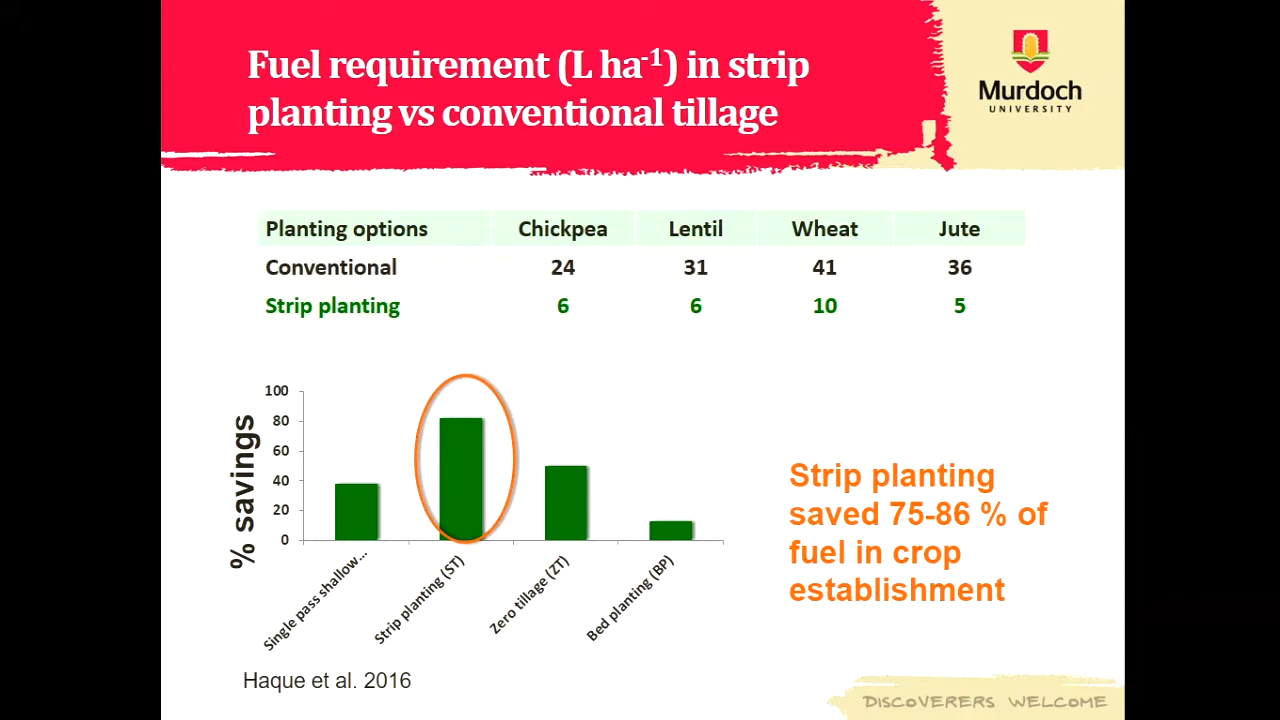 Fuel requirement (L ha-1) in strip
planting vs conventional tillage
Murdoch
UNIVERSITY
Planting options Chickpea Lentil Wheat Jute
Conventional 24 31 41 36
Strip planting 6 6 10 5
% savings
100
80
60
40
20
0
Single pass shallow...
Strip planting (ST)
Zero tillage (ZT)
Bed planting (BP)
Strip planting
saved 75-86 % of
fuel in crop
establishment
Haque et al. 2016
DISCOVERERS WELCOME